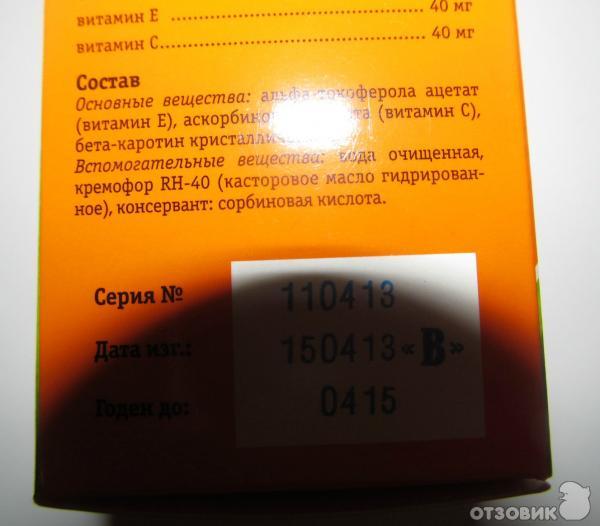 витамин Е ........................................ 40 мг
витамин С........................................ 40 мг
Состав
Основные вещества: альфа-токоферола ацетат
(витамин Е), аскорбиновая кислота (витамин С),
бета-каротин
Вспомогательные вещества: вода очищенная,
кремофор RH-40 (касторовое масло гидрирован-
ное), консервант: сорбиновая кислота.
Серия № 110413
Дата изг.: 150413 «В»
Годен до: 0415
ОТЗОВИК